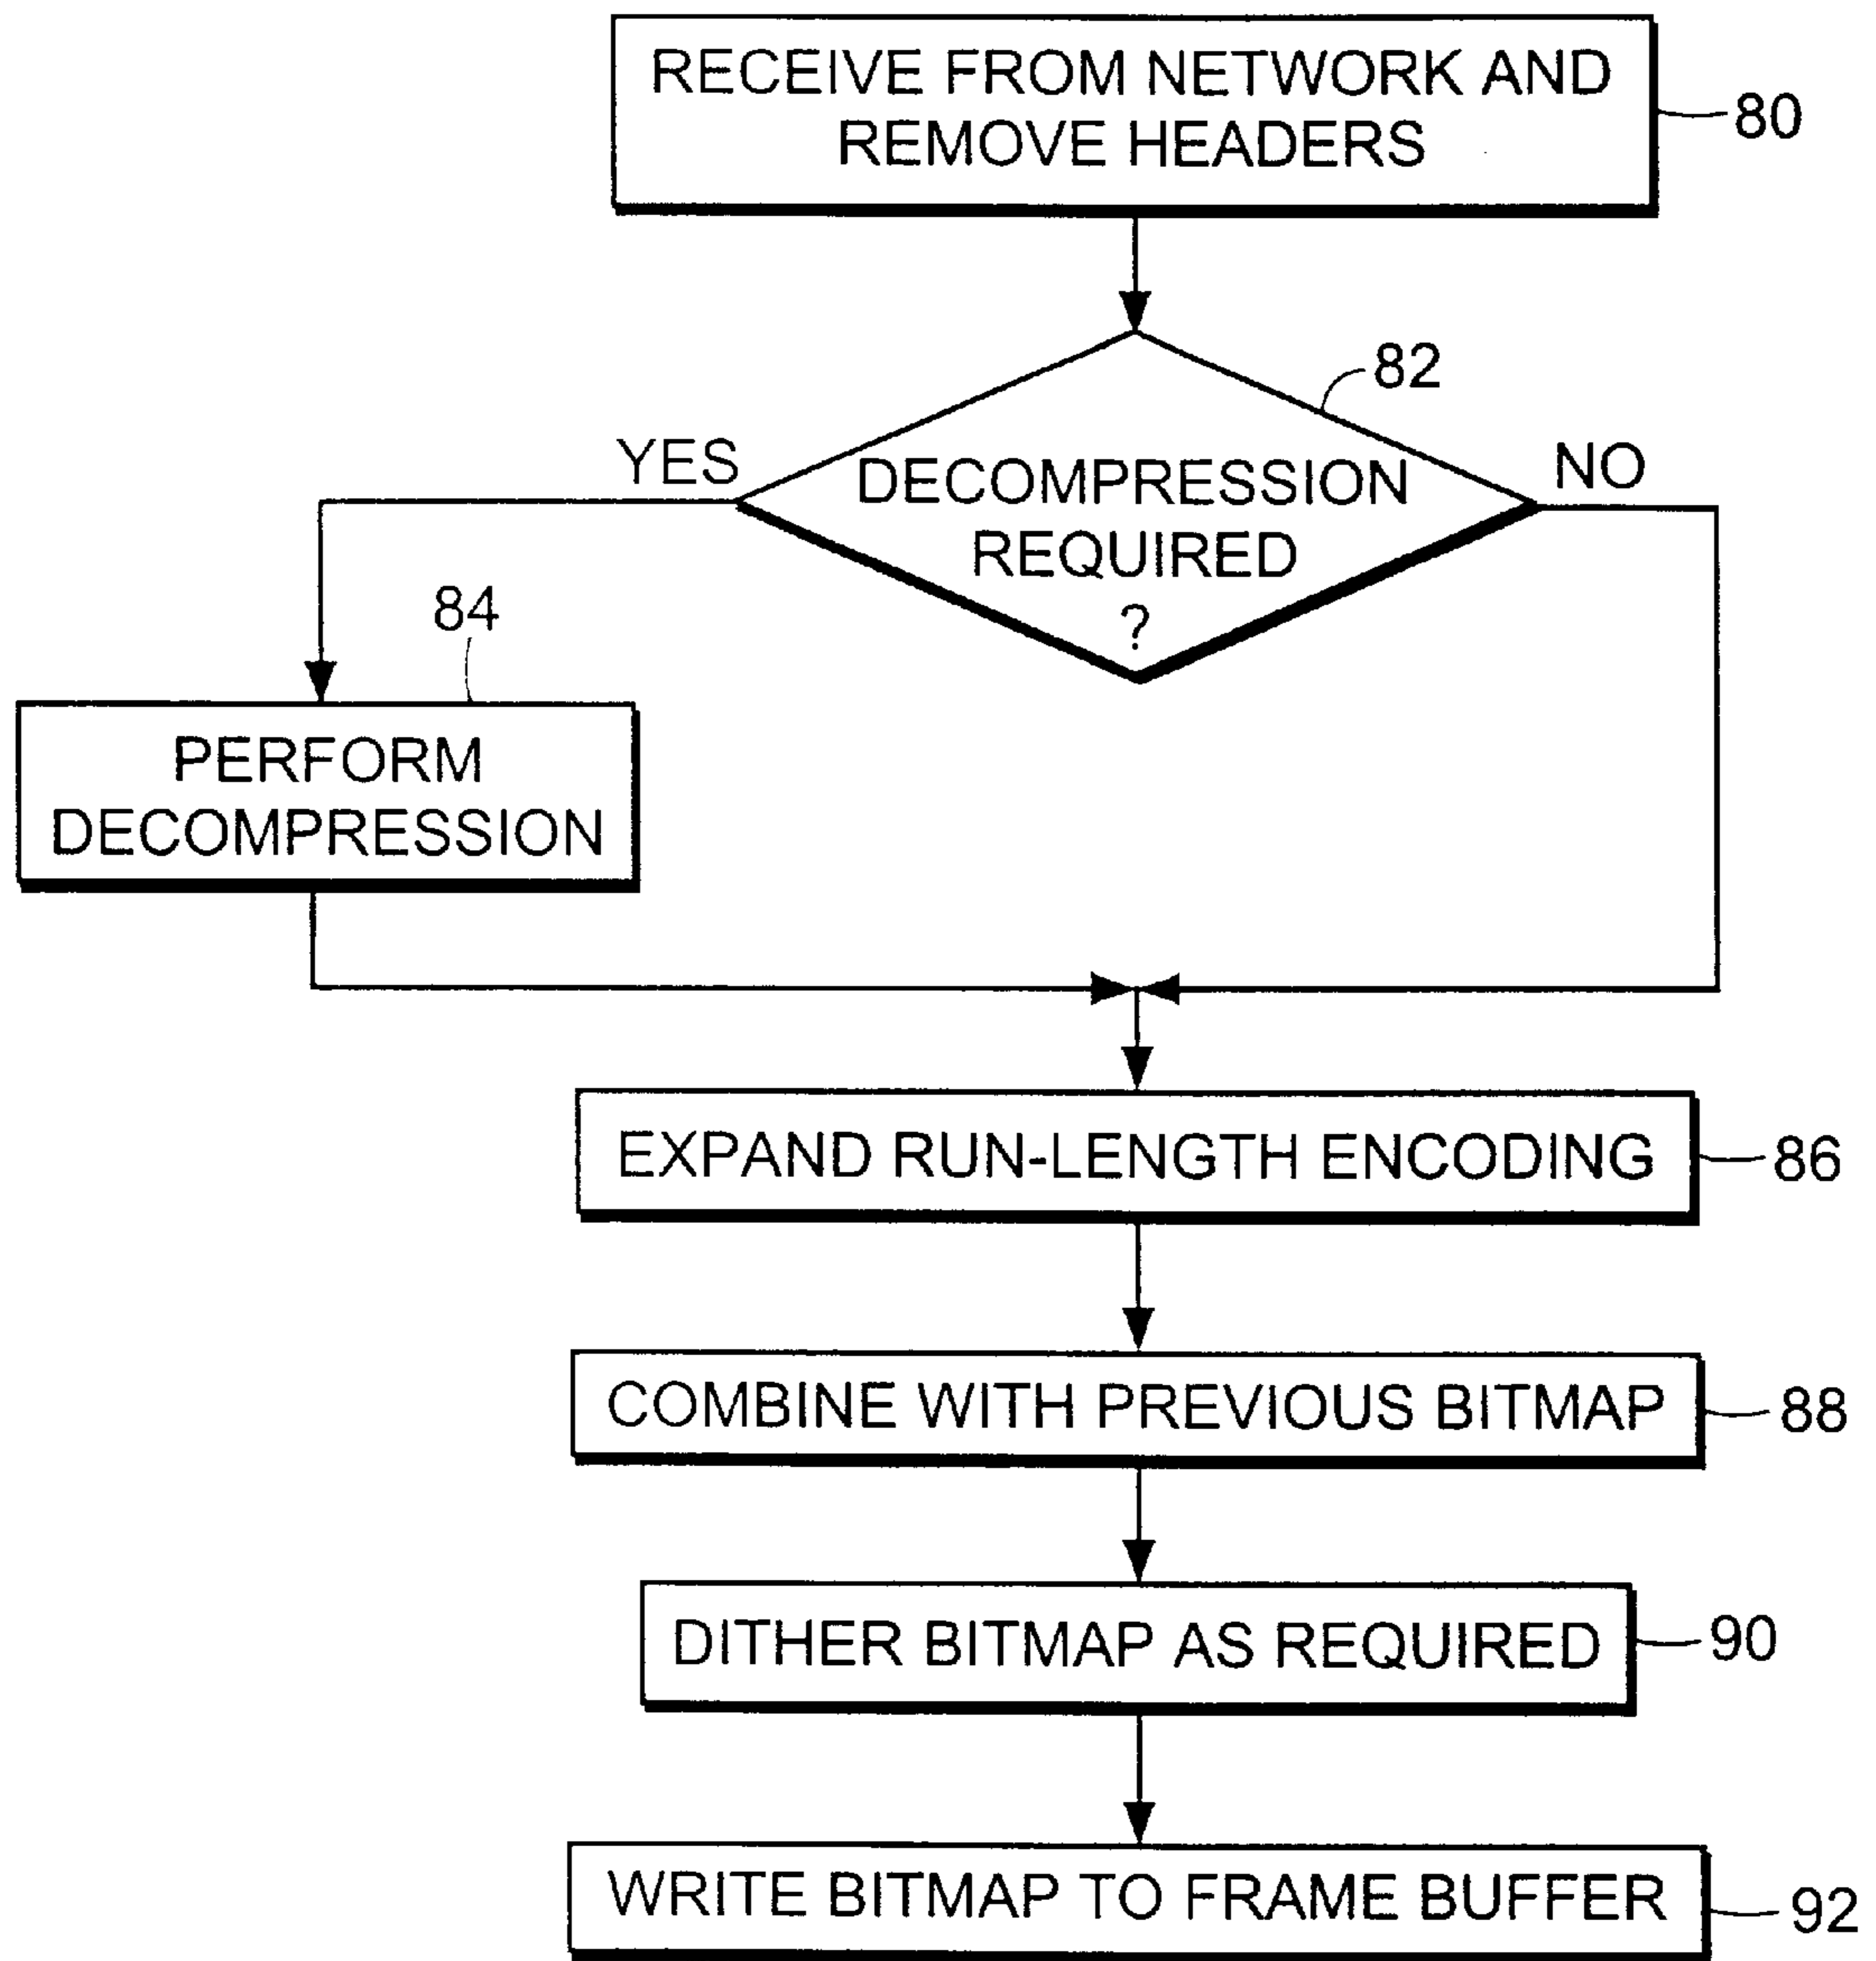 RECEIVE FROM NETWORK AND
REMOVE HEADERS
80
82
YES
NO
DECOMPRESSION
REQUIRED
?
84
PERFORM
DECOMPRESSION
EXPAND RUN-LENGTH ENCODING
86
COMBINE WITH PREVIOUS BITMAP
88
DITHER BITMAP AS REQUIRED
90
WRITE BITMAP TO FRAME BUFFER
92